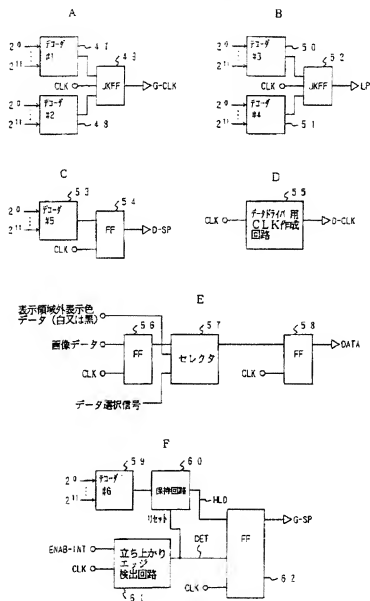 A
2⁰
2¹¹
デコーダ
#1
47
49
CLK
JKFF
G-CLK
2⁰
2¹¹
デコーダ
#2
48
B
2⁰
2¹¹
デコーダ
#3
50
52
CLK
JKFF
LP
2⁰
2¹¹
デコーダ
#4
51
C
53
2⁰
2¹¹
デコーダ
#5
54
FF
D-SP
CLK
D
55
CLK
データドライバ用
CLK作成
回路
D-CLK
E
表示領域外表示色
データ(白又は黒)
56
57
58
画像データ
FF
セレクタ
FF
DATA
CLK
CLK
データ選択信号
F
59
60
2⁰
2¹¹
デコーダ
#6
保持回路
HLD
リセット
G-SP
ENAB-INT
立ち上かり
エッジ
検出回路
DET
FF
CLK
CLK
61
62